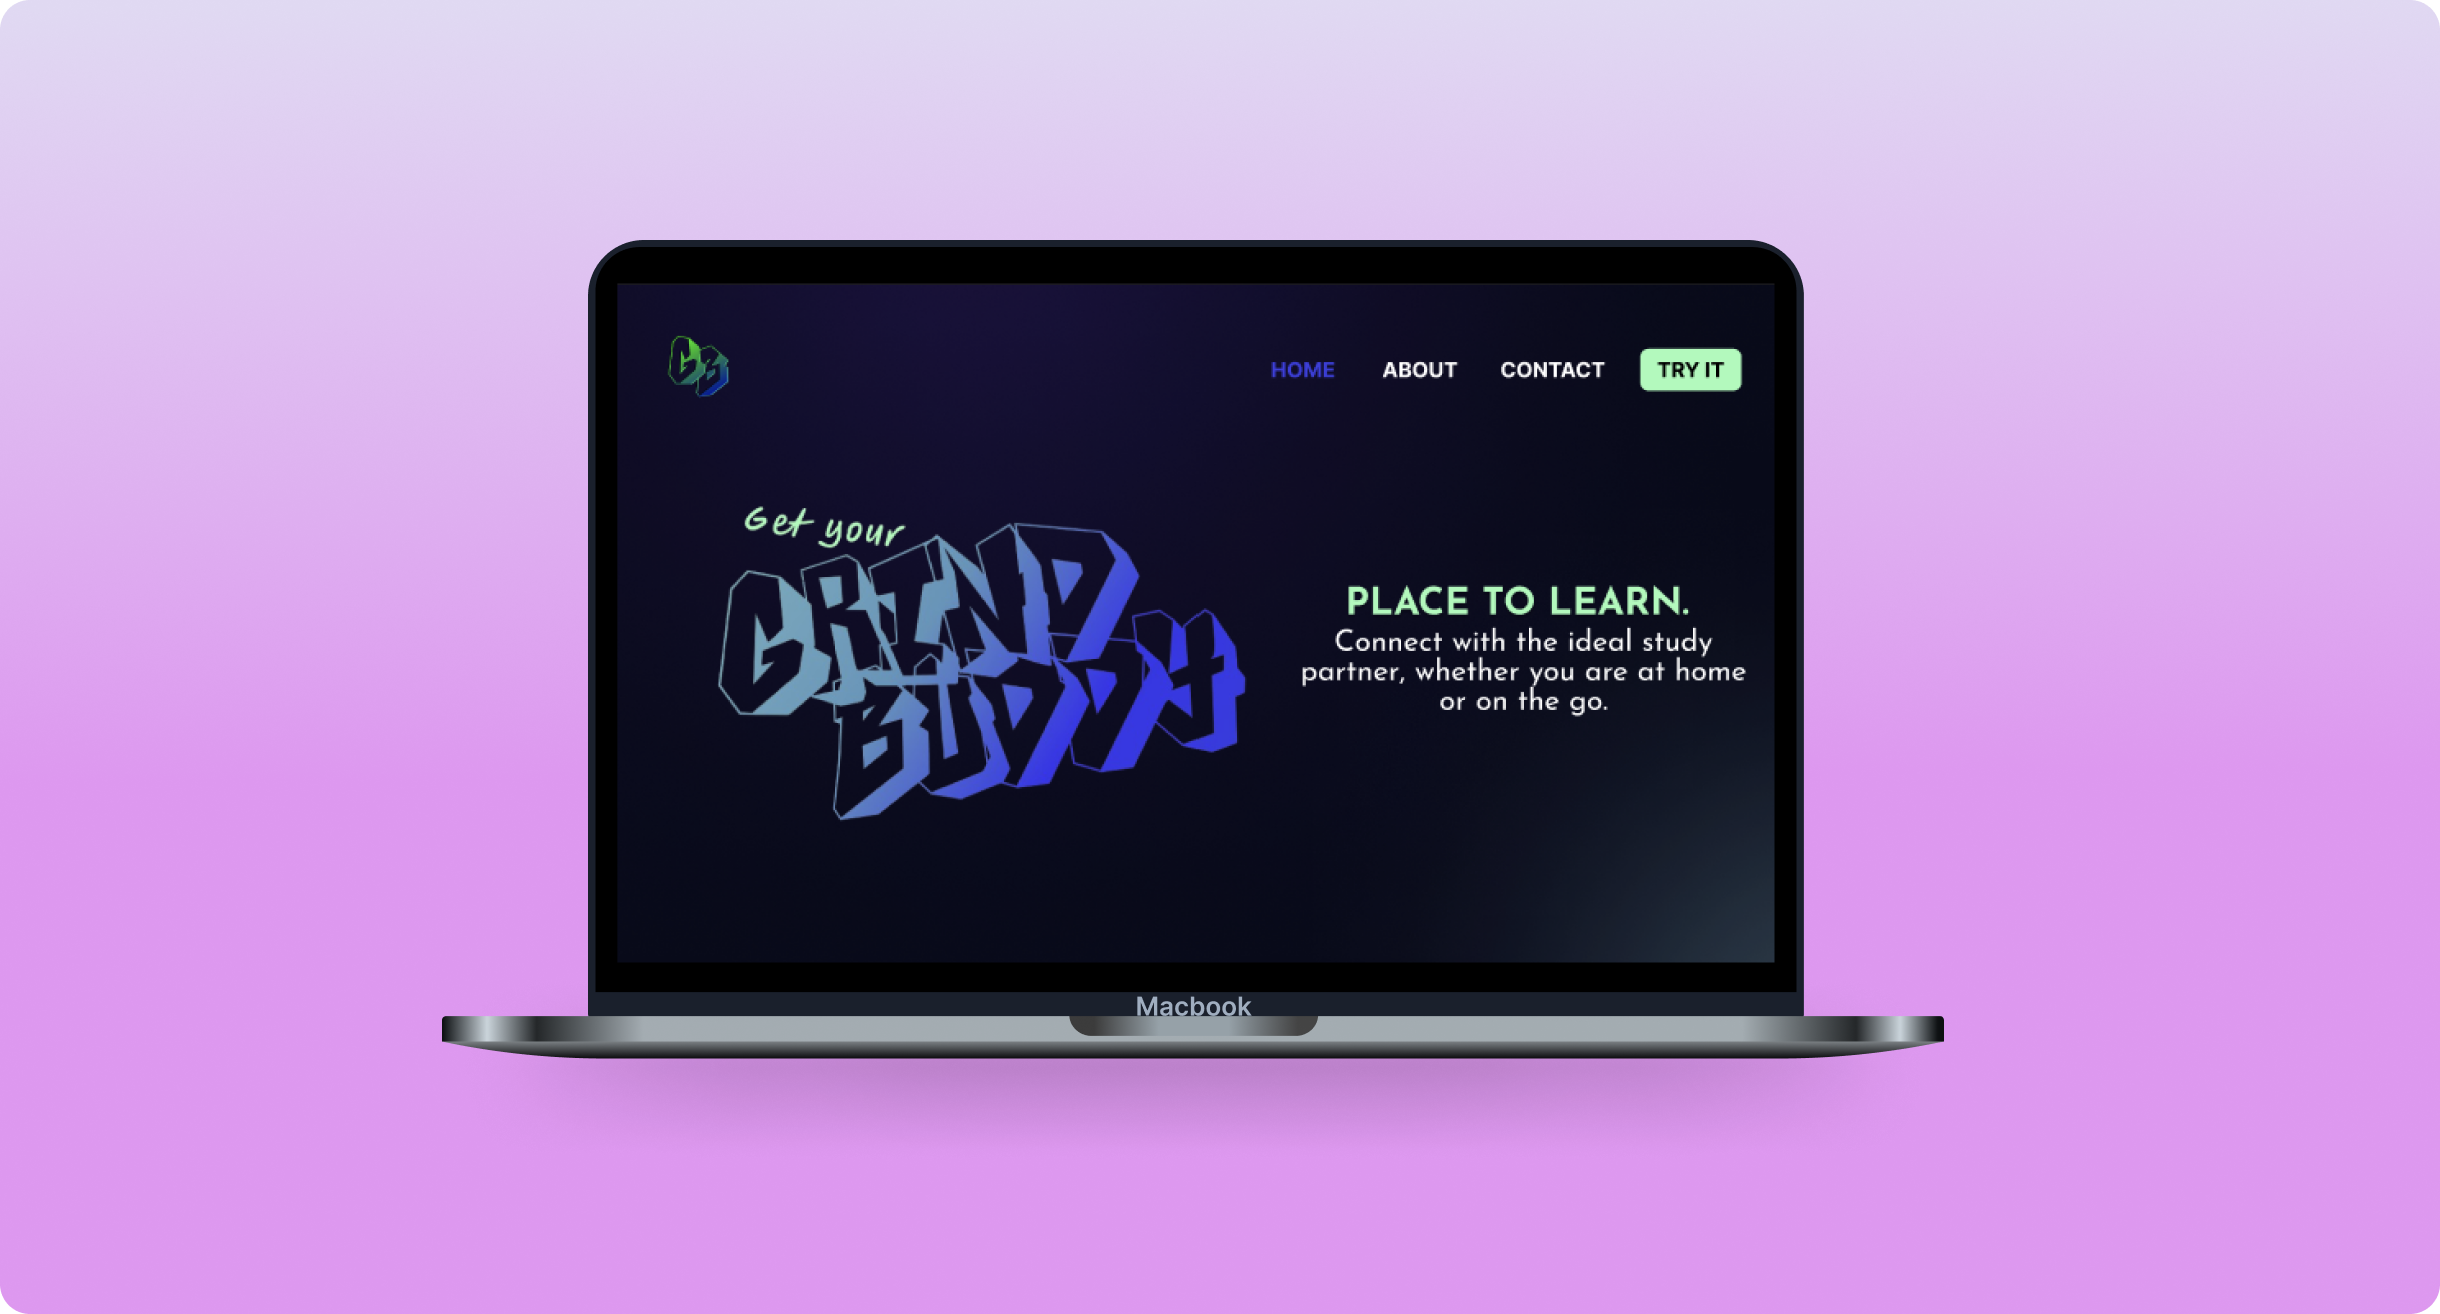 GB
HOME ABOUT CONTACT TRY IT
Get your
GRIND
BUDDY
PLACE TO LEARN.
Connect with the ideal study
partner, whether you are at home
or on the go.
Macbook